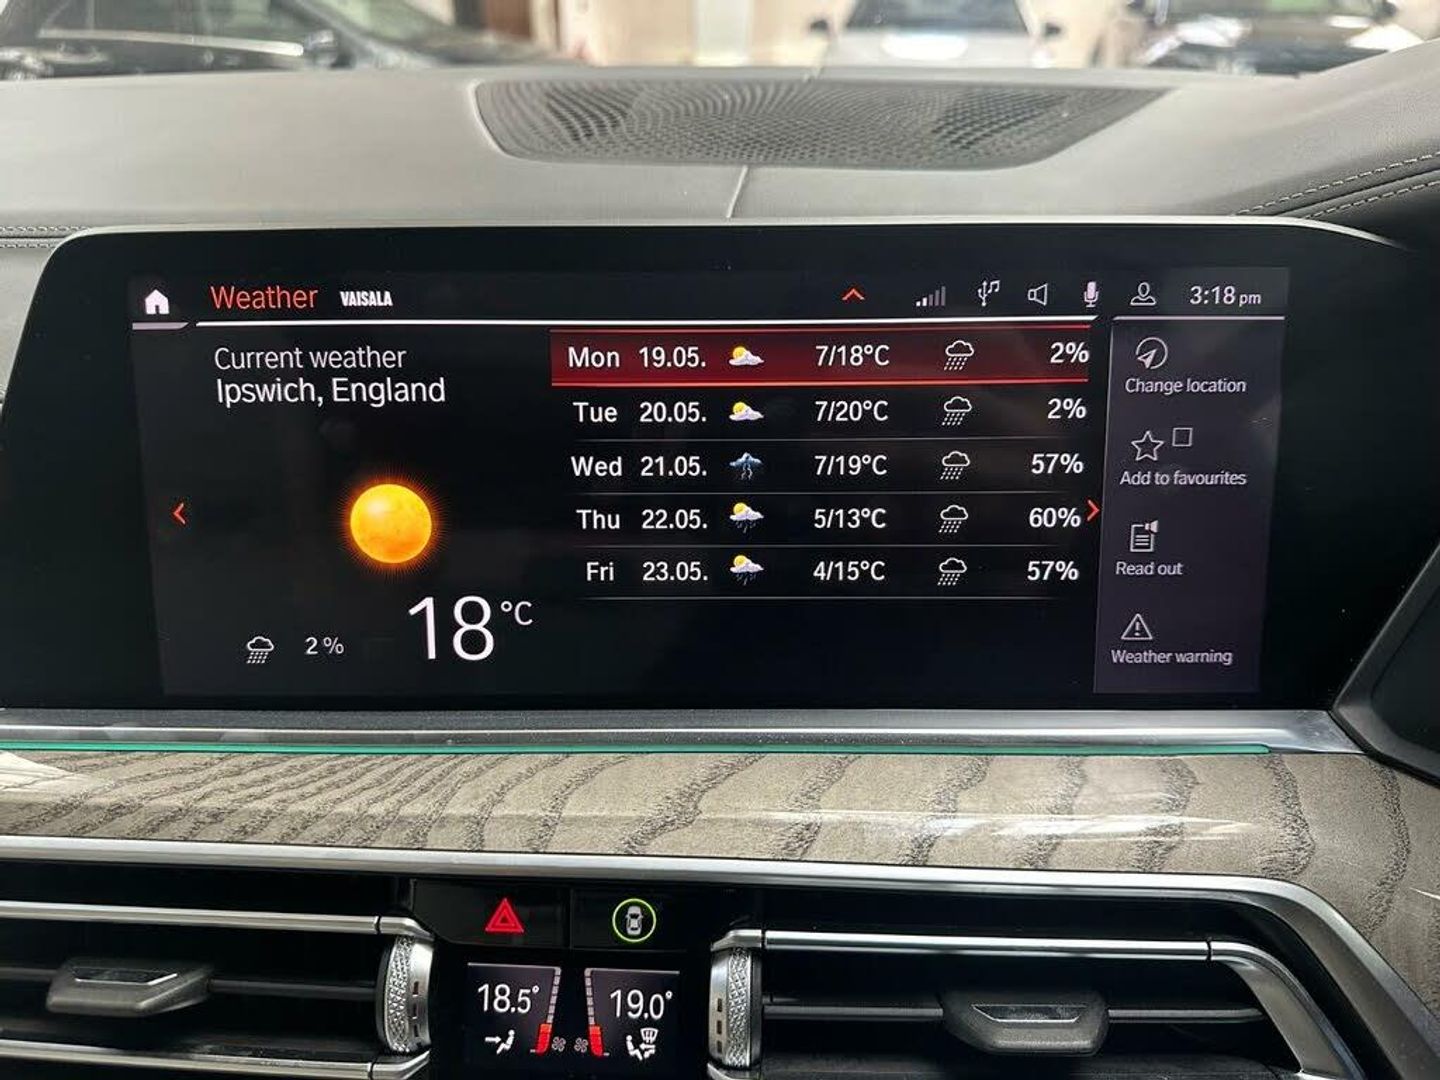 Weather VAISALA 3:18 pm
Current weather
Ipswich, England
2%
18°C
Mon 19.05. 7/18°C 2%
Tue 20.05. 7/20°C 2%
Wed 21.05. 7/19°C 57%
Thu 22.05. 5/13°C 60%
Fri 23.05. 4/15°C 57%
Change location
Add to favourites
Read out
Weather warning
18.5° 19.0°